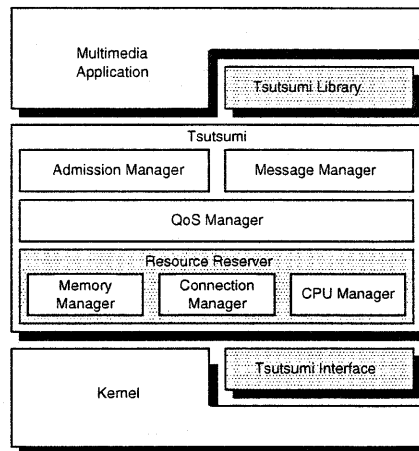 Multimedia
Application
Tsutsumi Library
Tsutsumi
Admission Manager
Message Manager
QoS Manager
Resource Reserver
Memory
Manager
Connection
Manager
CPU Manager
Tsutsumi Interface
Kernel